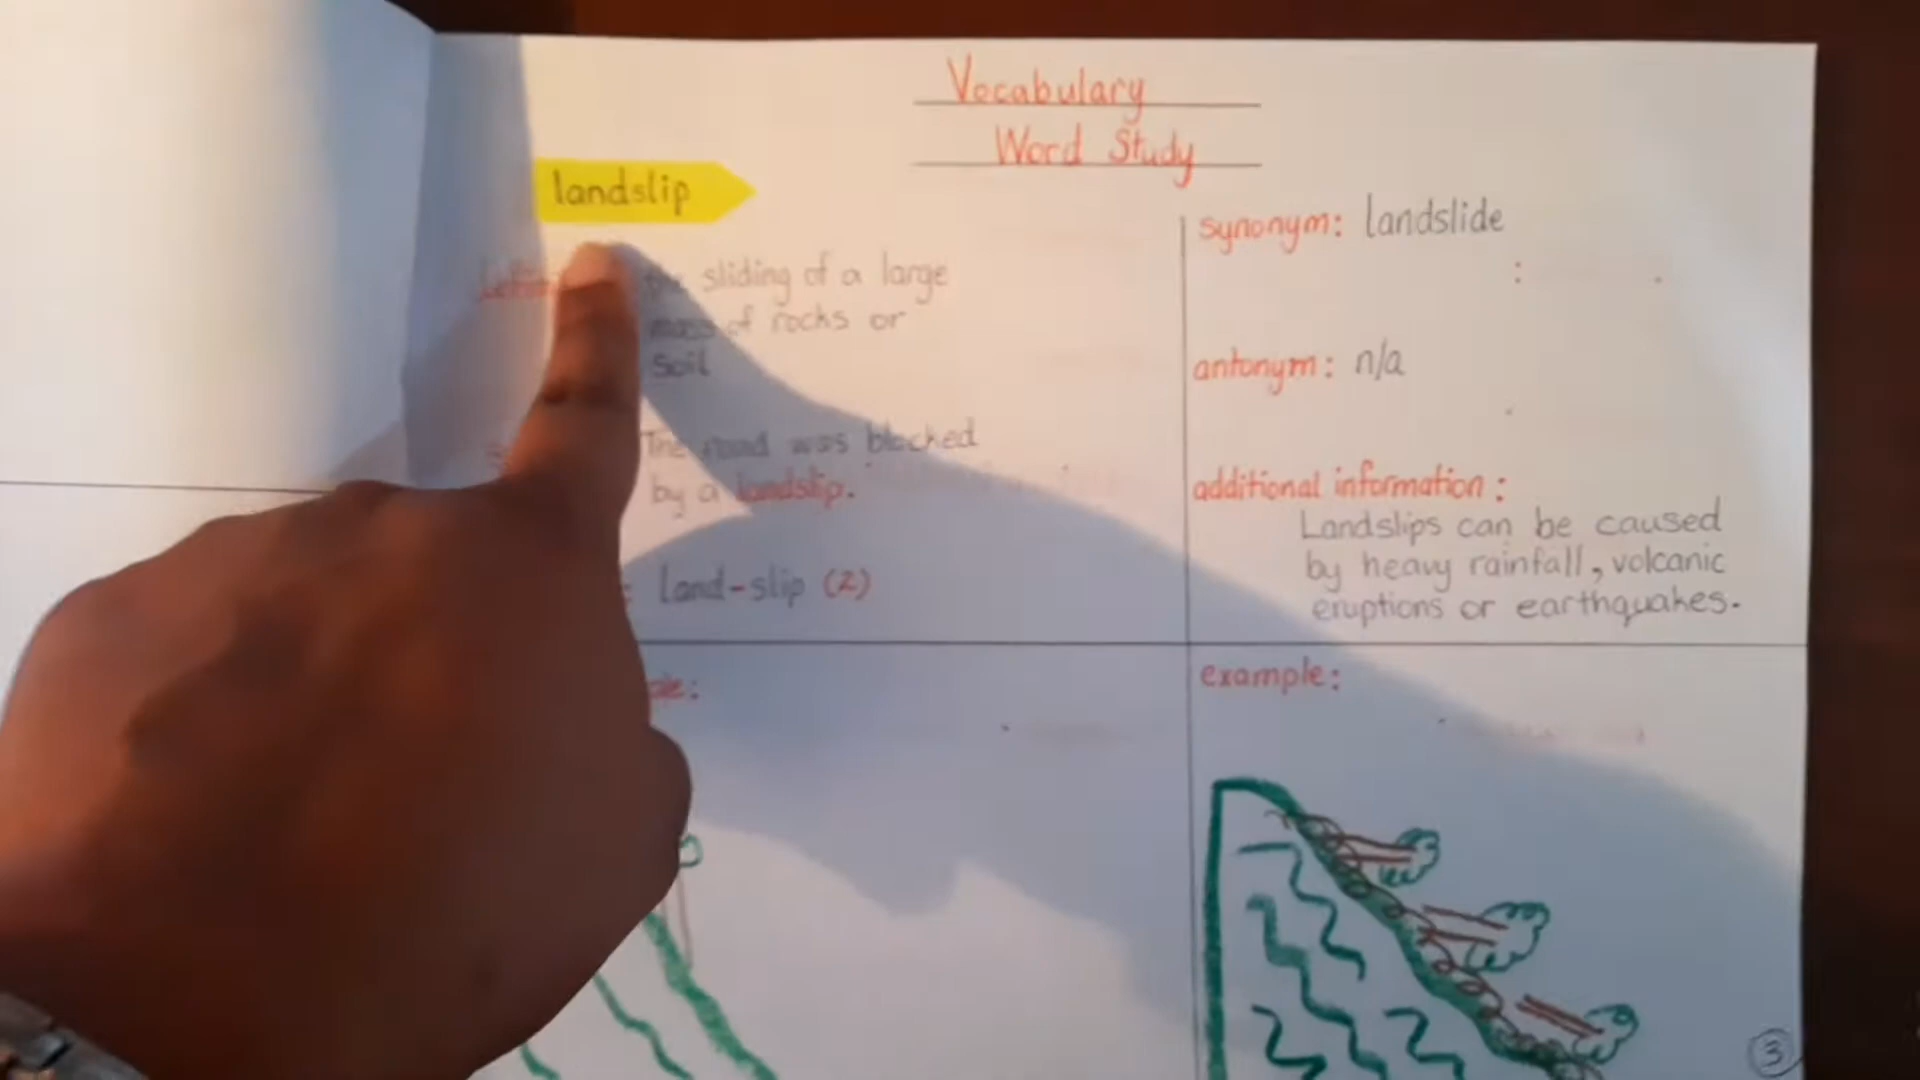 Vocabulary
Word Study
landslip
the sliding of a large
mass of rocks or
soil
The road was blocked
by a landslip.
land-slip (2)
synonym: landslide
antonym: n/a
additional information:
Landslips can be caused
by heavy rainfall, volcanic
eruptions or earthquakes.
example:
3